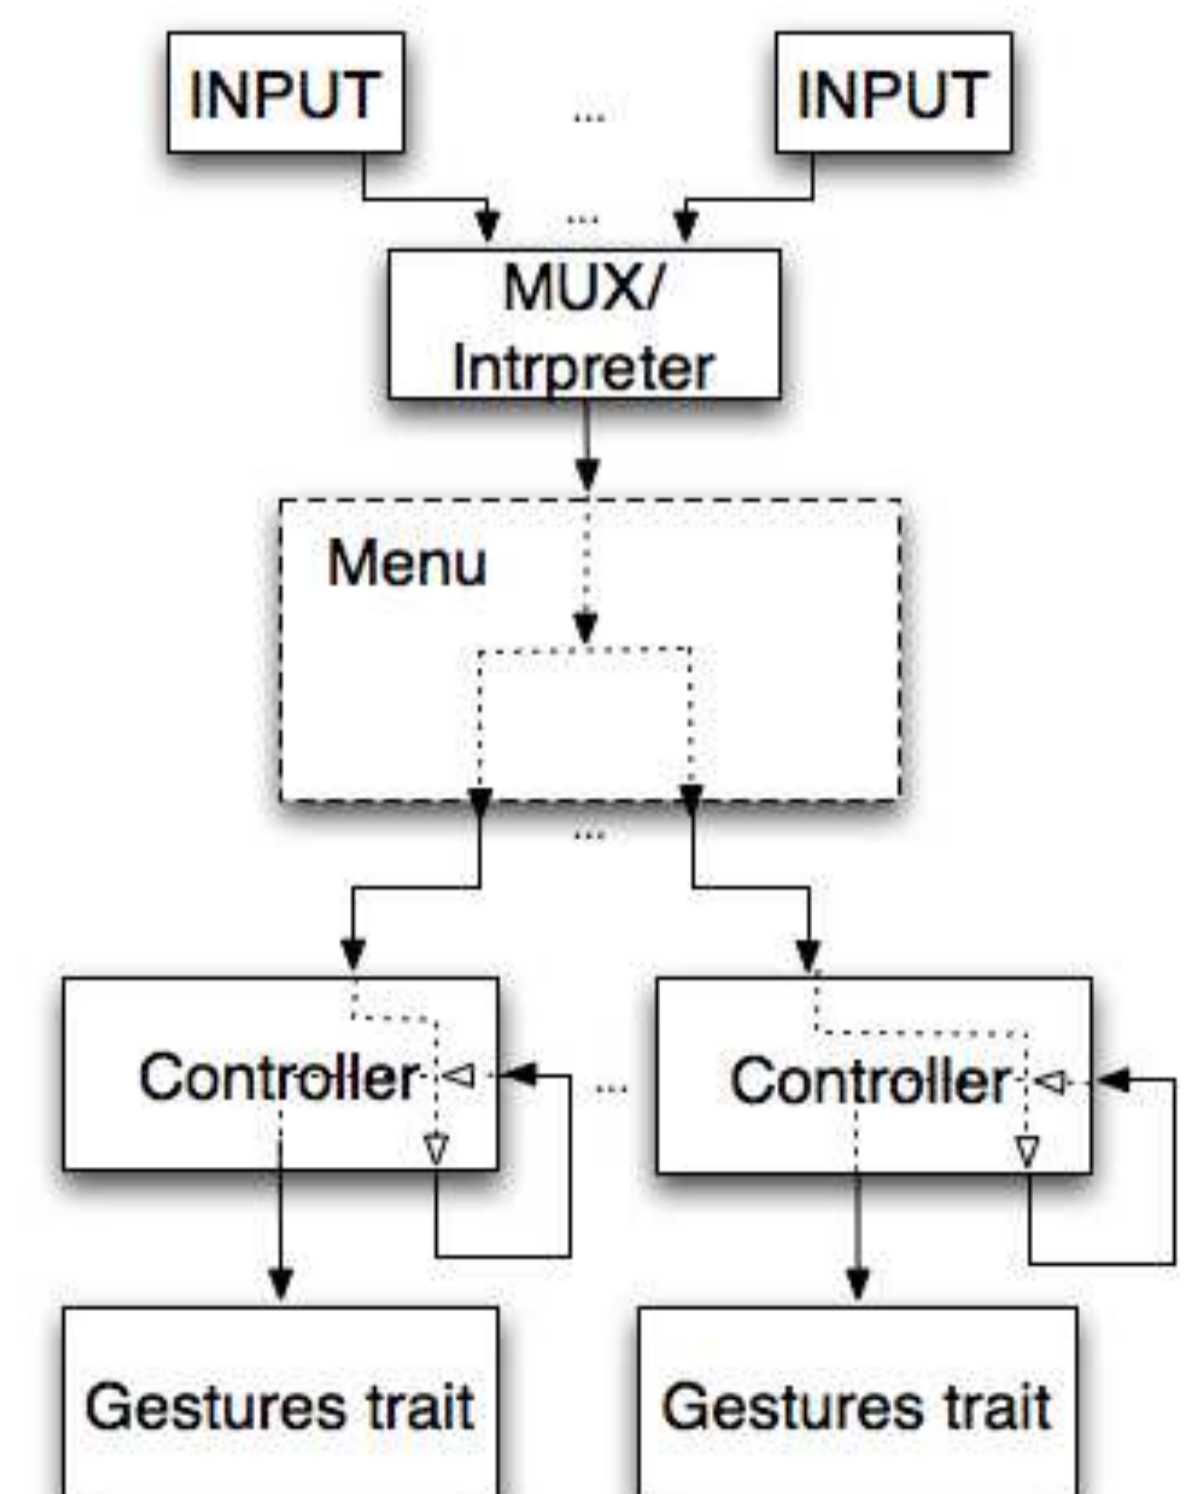 INPUT ... INPUT
...
MUX/
Intrpreter
Menu
...
Controller ... Controller
Gestures trait Gestures trait